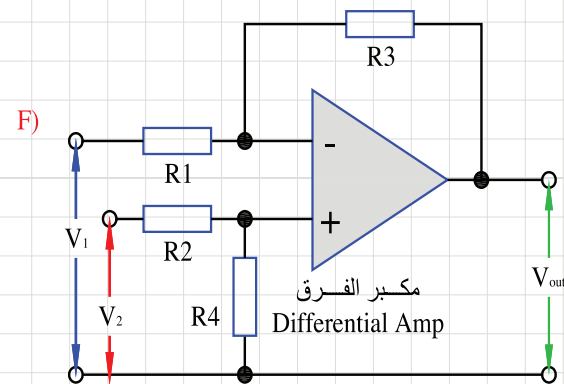 R3
F)
-
R1
V1
+
R2
V2
R4
مكبر الفرق
Differential Amp
Vout